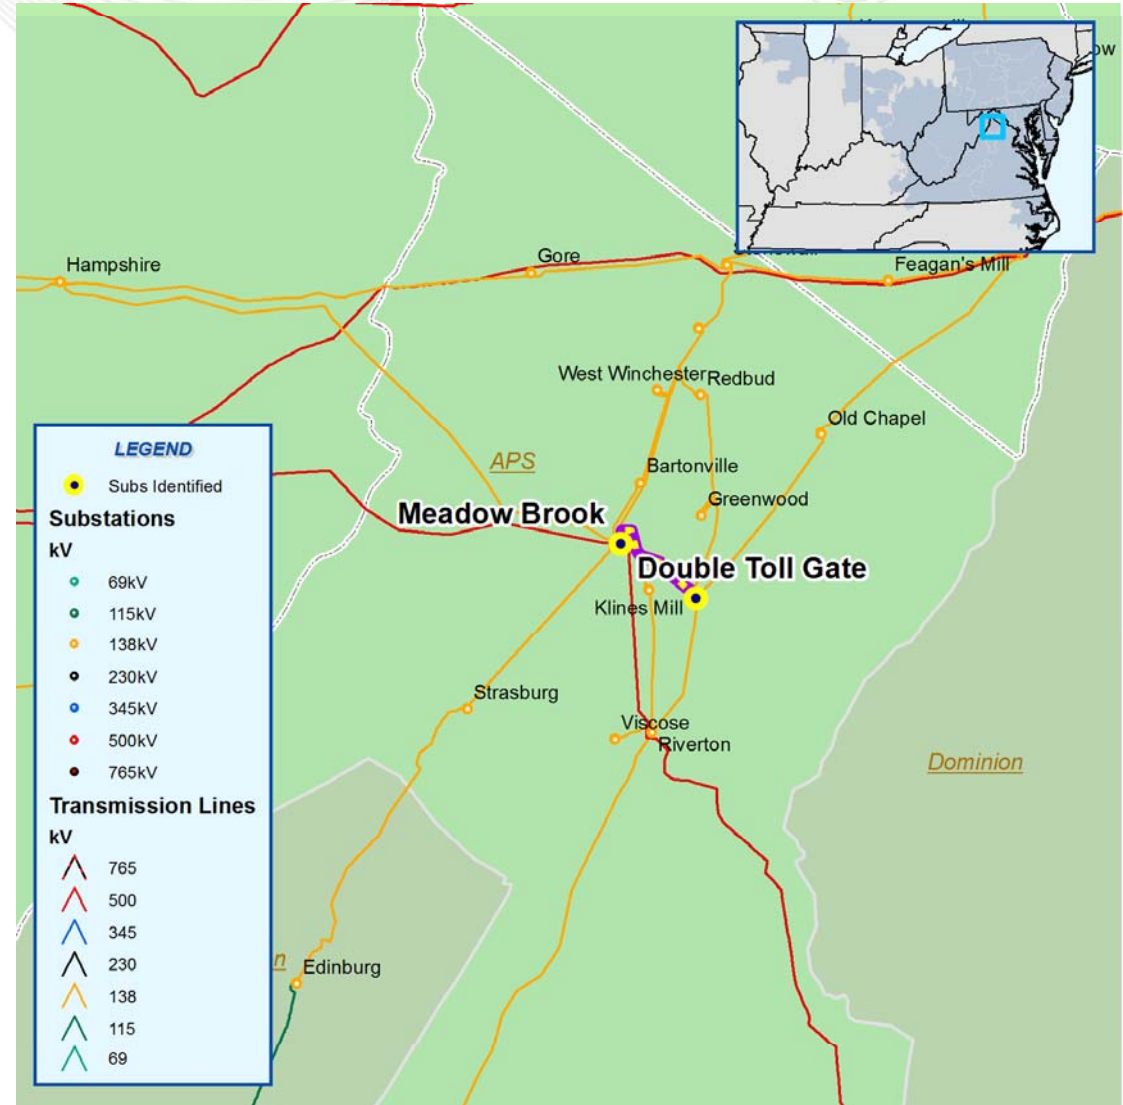 Hampshire
Gore
Feagan's Mill
West Winchester
Redbud
Old Chapel
APS
Bartonville
Greenwood
Meadow Brook
Double Toll Gate
Klines Mill
Strasburg
Viscose
Riverton
Dominion
Edinburg
LEGEND
Subs Identified
Substations
kV
69kV
115kV
138kV
230kV
345kV
500kV
765kV
Transmission Lines
kV
765
500
345
230
138
115
69